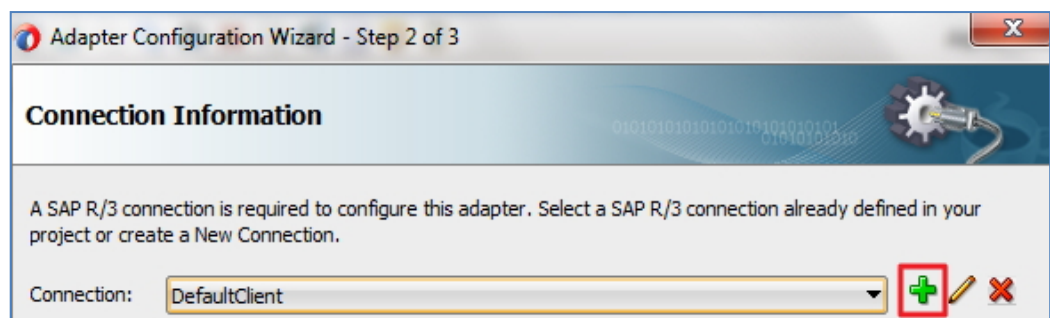 Adapter Configuration Wizard - Step 2 of 3
X
Connection Information
A SAP R/3 connection is required to configure this adapter. Select a SAP R/3 connection already defined in your
project or create a New Connection.
Connection: DefaultClient